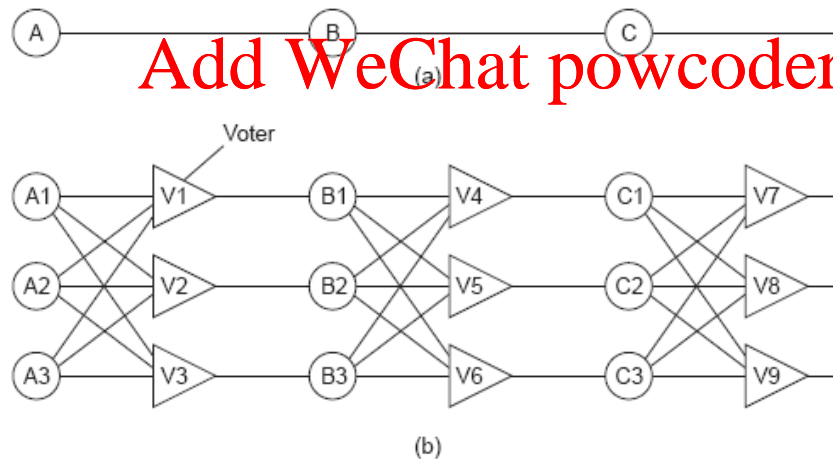 A B C
Add WeChat powcoder
(a)
Voter
A1 V1 B1 V4 C1 V7
A2 V2 B2 V5 C2 V8
A3 V3 B3 V6 C3 V9
(b)